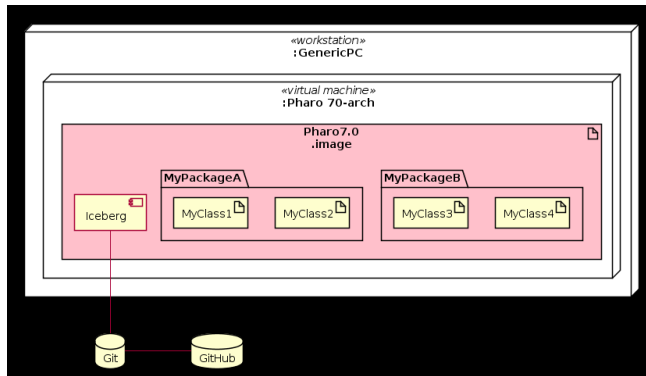 «workstation»
:GenericPC
«virtual machine»
:Pharo 70-arch
Pharo7.0
.image
MyPackageA
MyPackageB
Iceberg
MyClass1
MyClass2
MyClass3
MyClass4
Git
GitHub